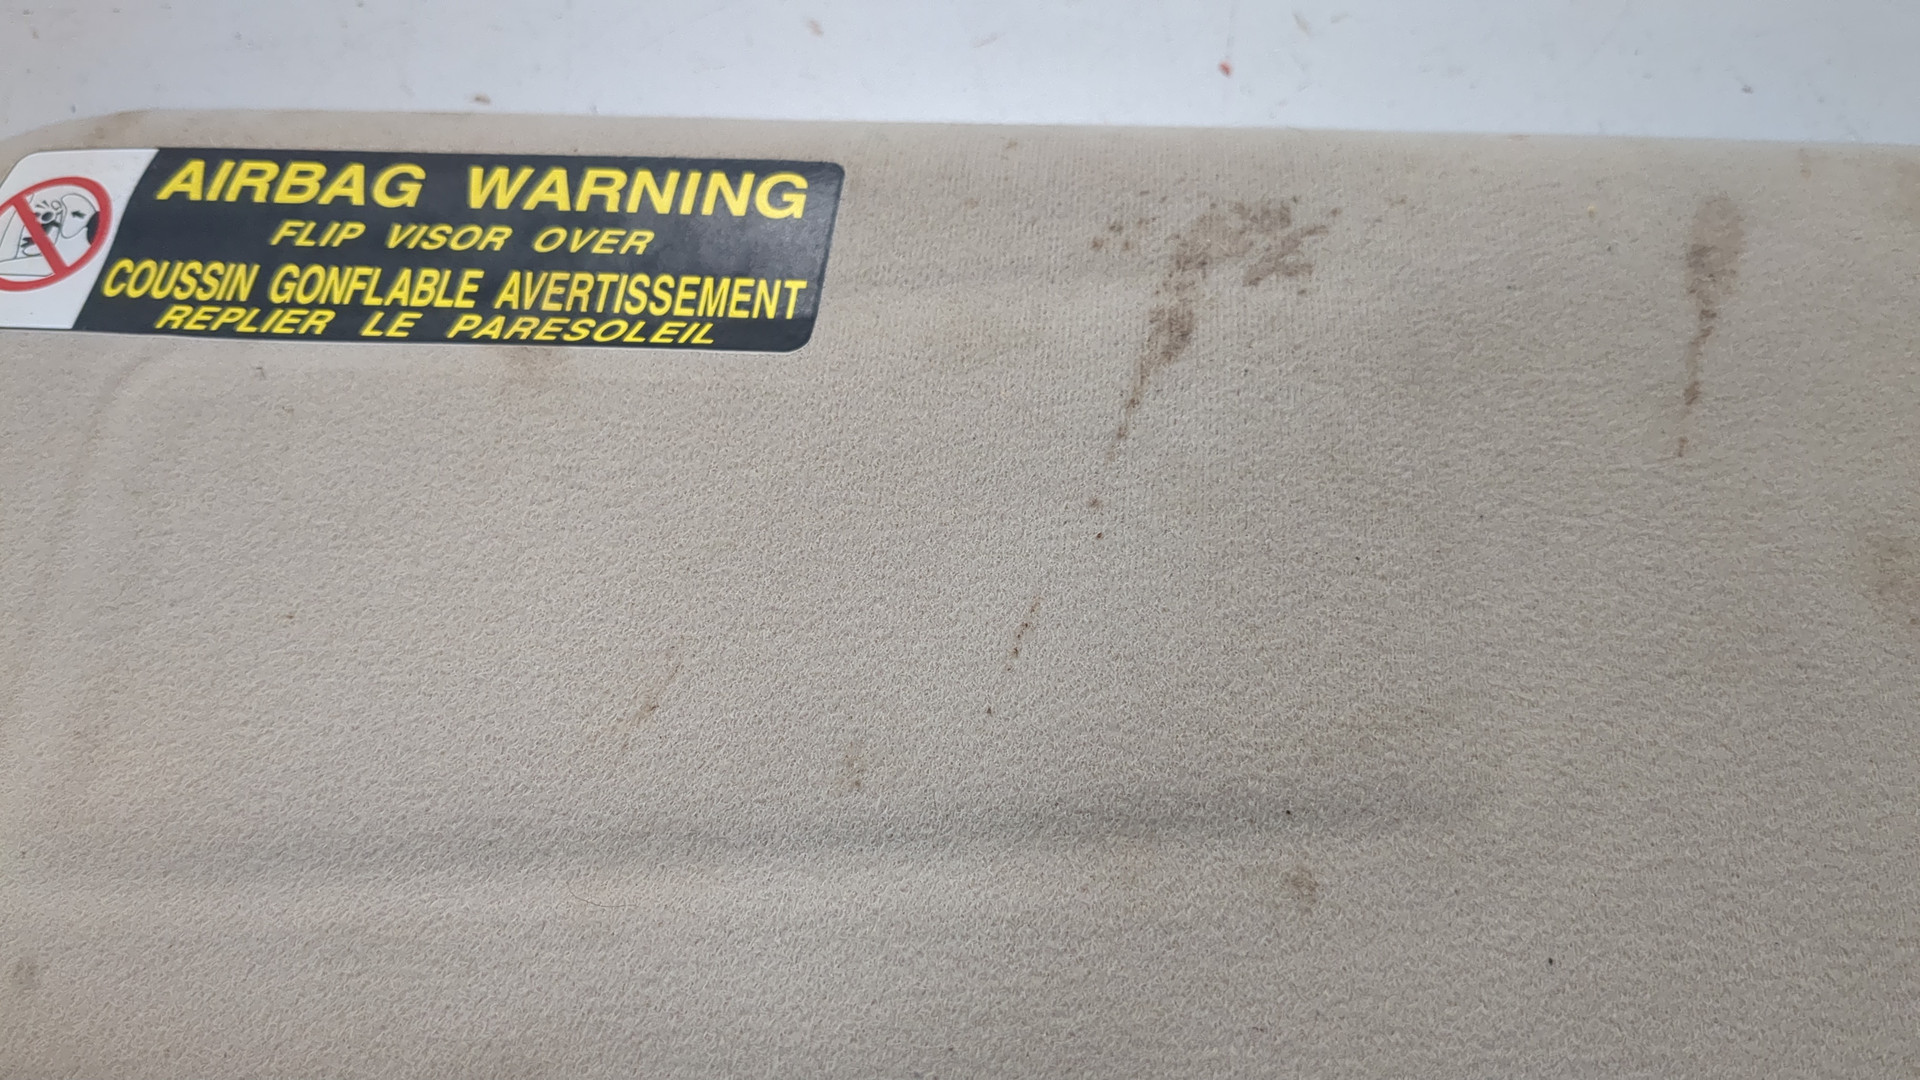 AIRBAG WARNING
FLIP VISOR OVER
COUSSIN GONFLABLE AVERTISSEMENT
REPLIER LE PARESOLEIL